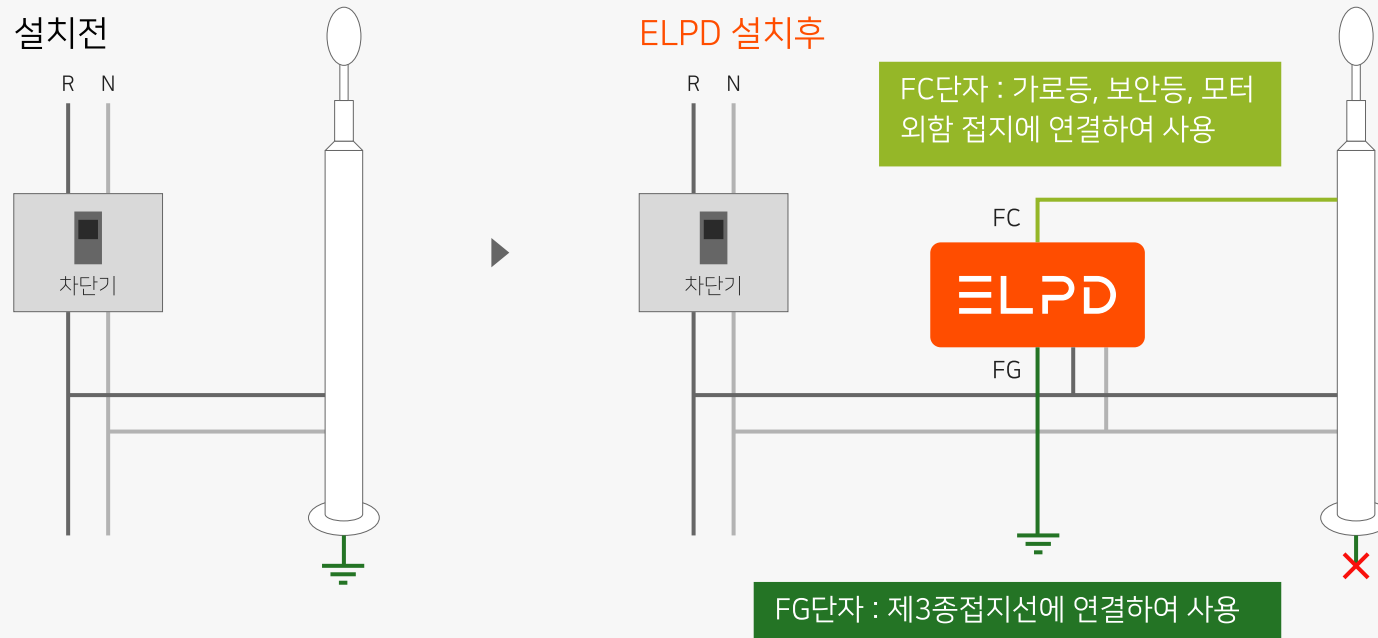 설치전
R N
차단기
ELPD 설치후
R N
차단기
FC단자 : 가로등, 보안등, 모터
외함 접지에 연결하여 사용
FC
ELPD
FG
FG단자 : 제3종접지선에 연결하여 사용